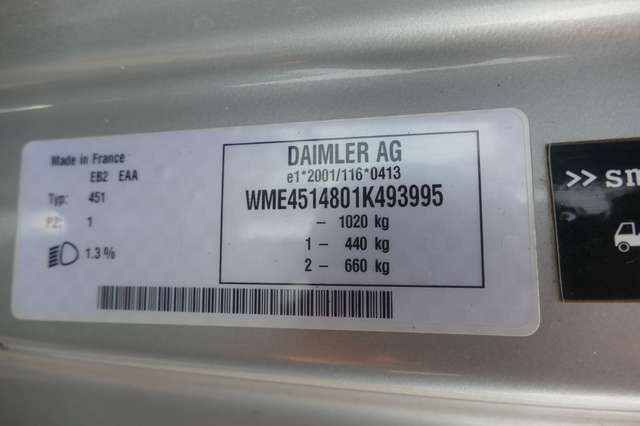 Made in France
EB2 EAA
Typ: 451
PZ: 1
1.3 %
DAIMLER AG
e1*2001/116*0413
WME4514801K493995
– 1020 kg
1 – 440 kg
2 – 660 kg
>> sm